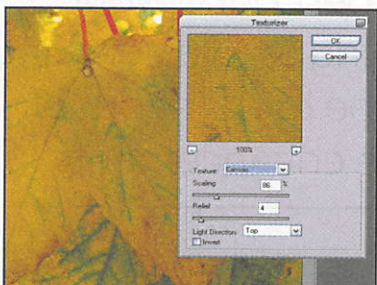 Texturizer
OK
Cancel
100%
Texture: Canvas
Scaling 86 %
Relief 4
Light Direction: Top
Invert